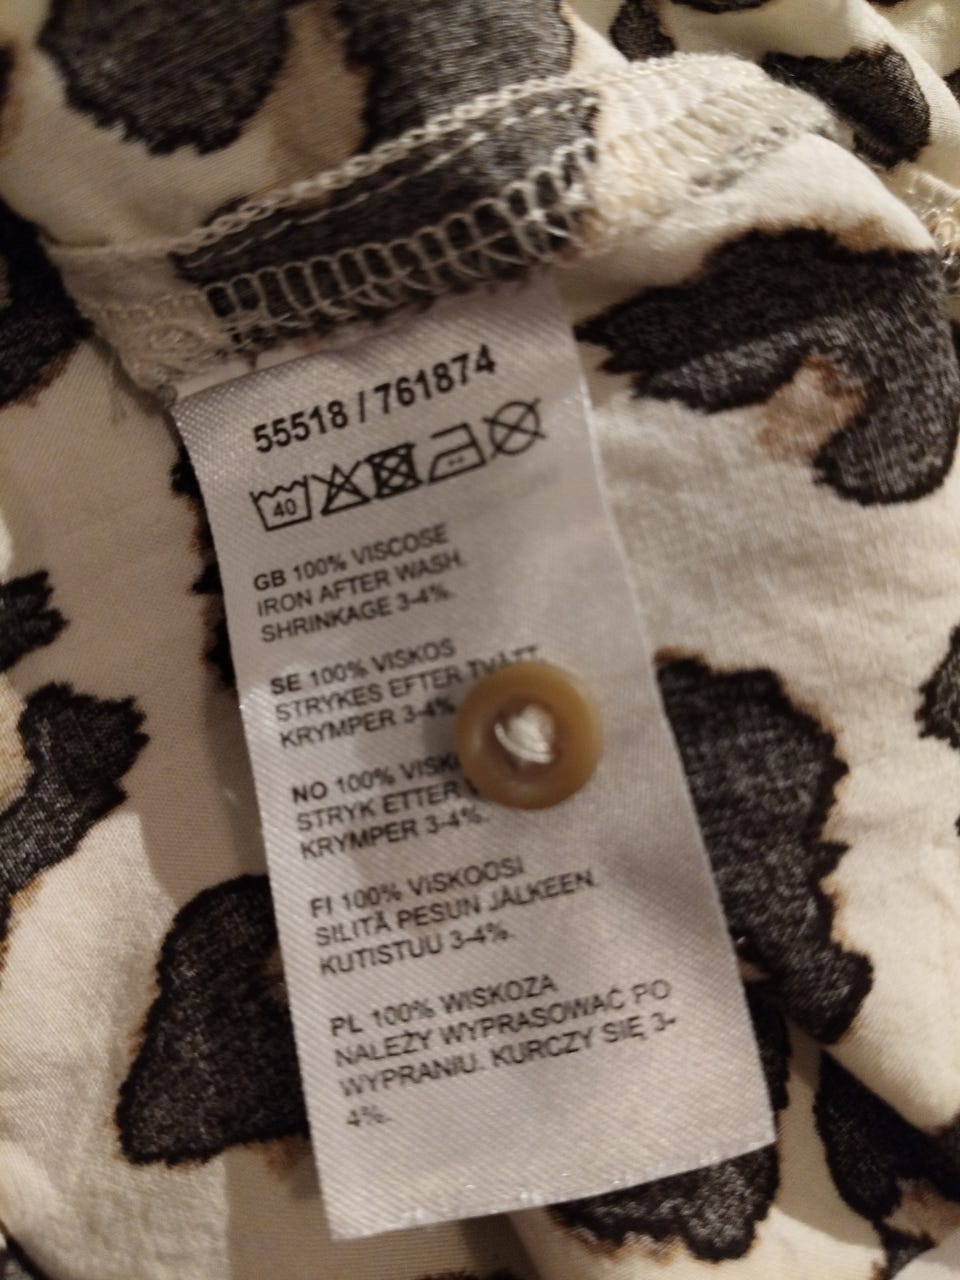 55518 / 761874
40
GB 100% VISCOSE
IRON AFTER WASH.
SHRINKAGE 3-4%.
SE 100% VISKOS
STRYKES EFTER TVÄTT
KRYMPER 3-4%
NO 100%
STRYK ETTER
KRYMPER 3-4%.
FI 100% VISKOOSI
SILITÄ PESUN JÄLKEEN.
KUTISTUU 3-4%.
PL 100% WISKOZA
NALEŻY WYPRASOWAĆ PO
WYPRANIU. KURCZY SIĘ 3-
4%.